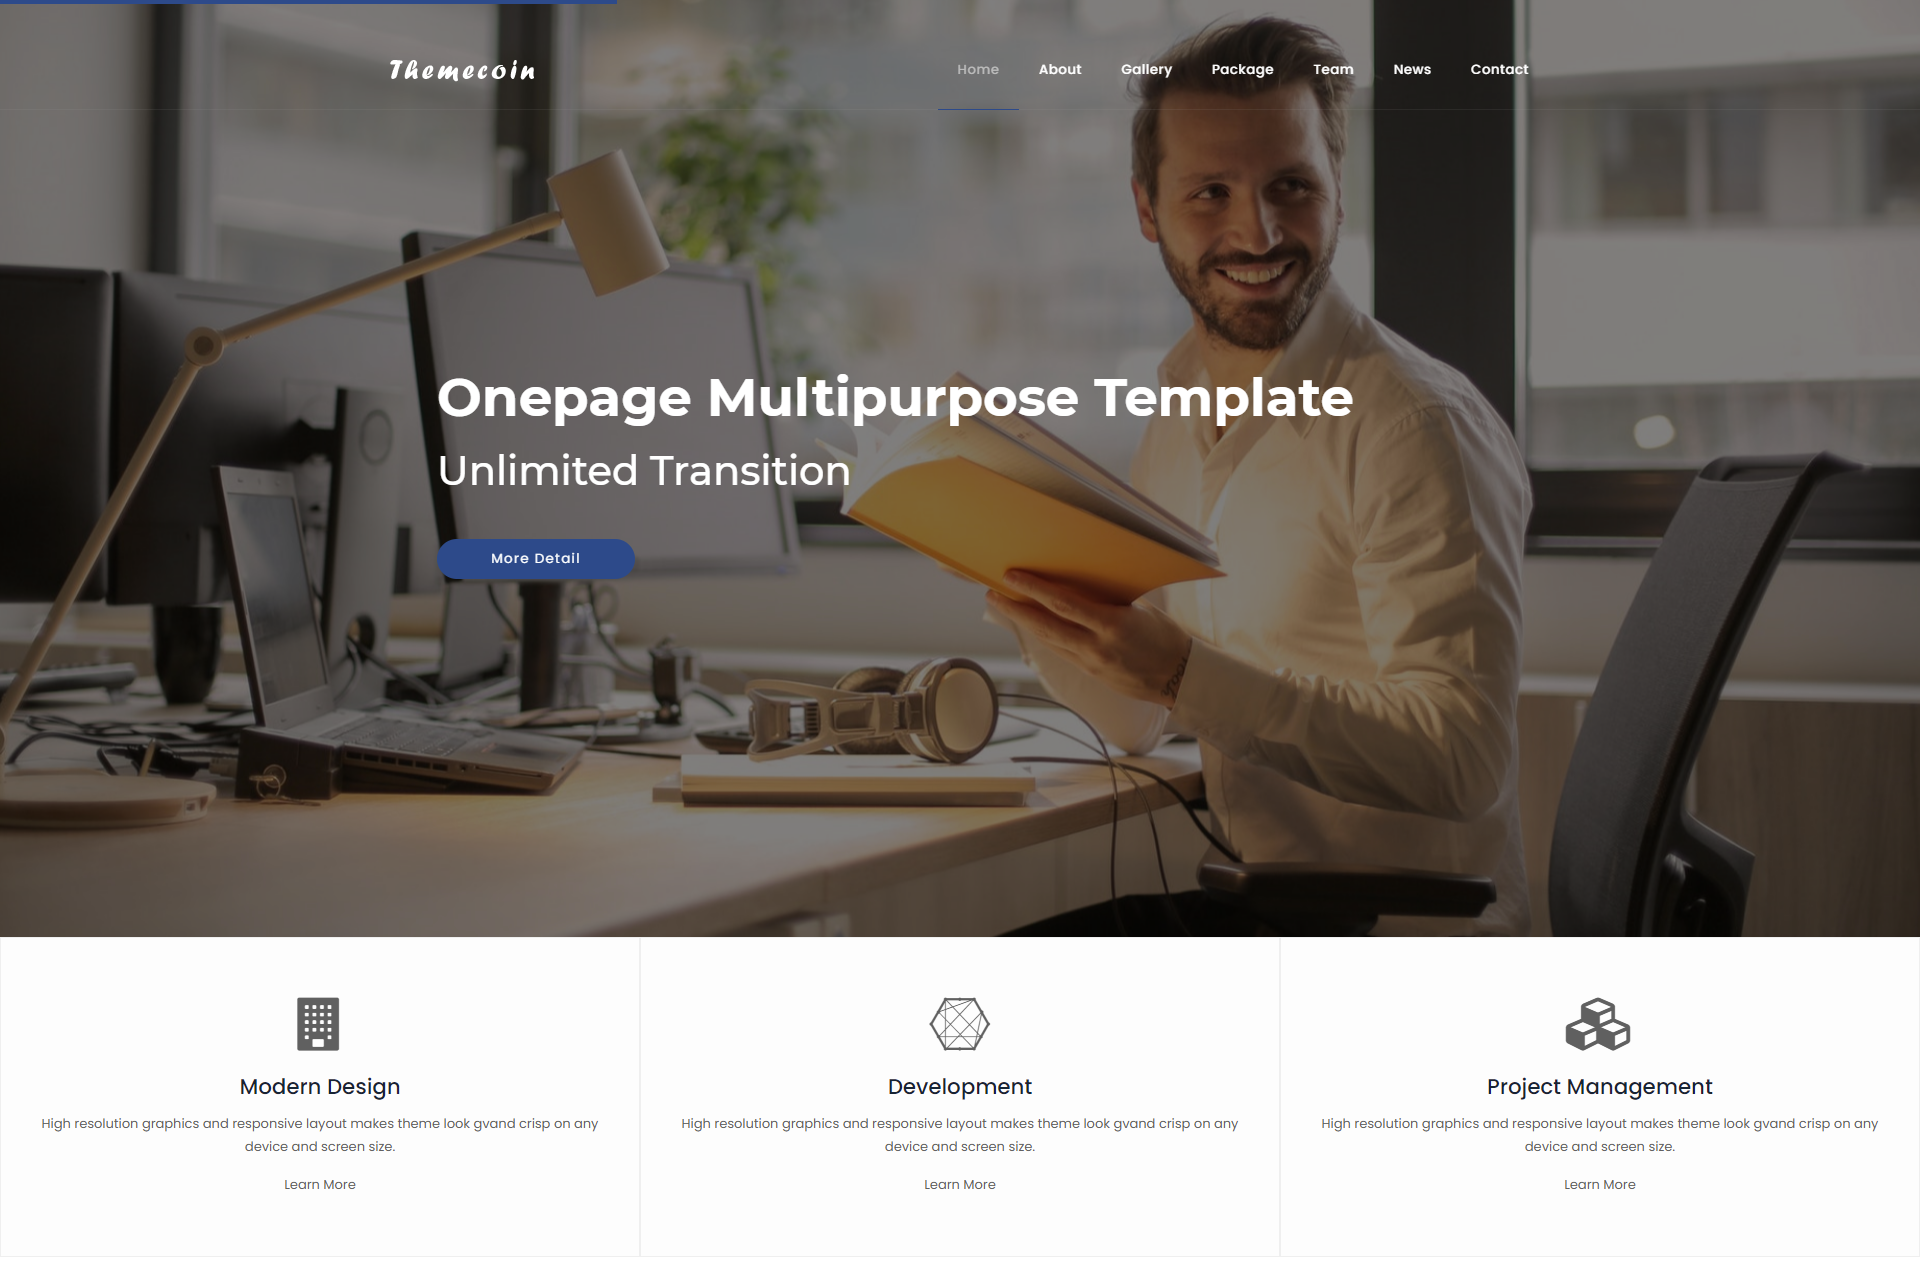 Themecoin
Home About Gallery Package Team News Contact
Onepage Multipurpose Template
Unlimited Transition
More Detail
Modern Design
High resolution graphics and responsive layout makes theme look gvand crisp on any
device and screen size.
Learn More
Development
High resolution graphics and responsive layout makes theme look gvand crisp on any
device and screen size.
Learn More
Project Management
High resolution graphics and responsive layout makes theme look gvand crisp on any
device and screen size.
Learn More